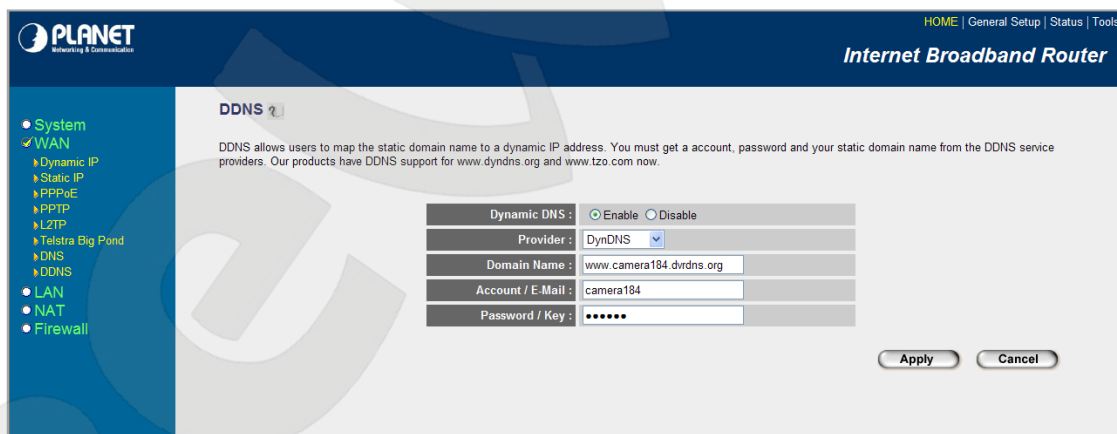 PLANET
Networking & Communication
HOME | General Setup | Status | Tools
Internet Broadband Router
System
WAN
Dynamic IP
Static IP
PPPoE
PPTP
L2TP
Telstra Big Pond
DNS
DDNS
LAN
NAT
Firewall
DDNS
DDNS allows users to map the static domain name to a dynamic IP address. You must get a account, password and your static domain name from the DDNS service
providers. Our products have DDNS support for www.dyndns.org and www.tzo.com now.
Dynamic DNS : Enable Disable
Provider : DynDNS
Domain Name : www.camera184.dvrdns.org
Account / E-Mail : camera184
Password / Key : ●●●●●●
Apply Cancel